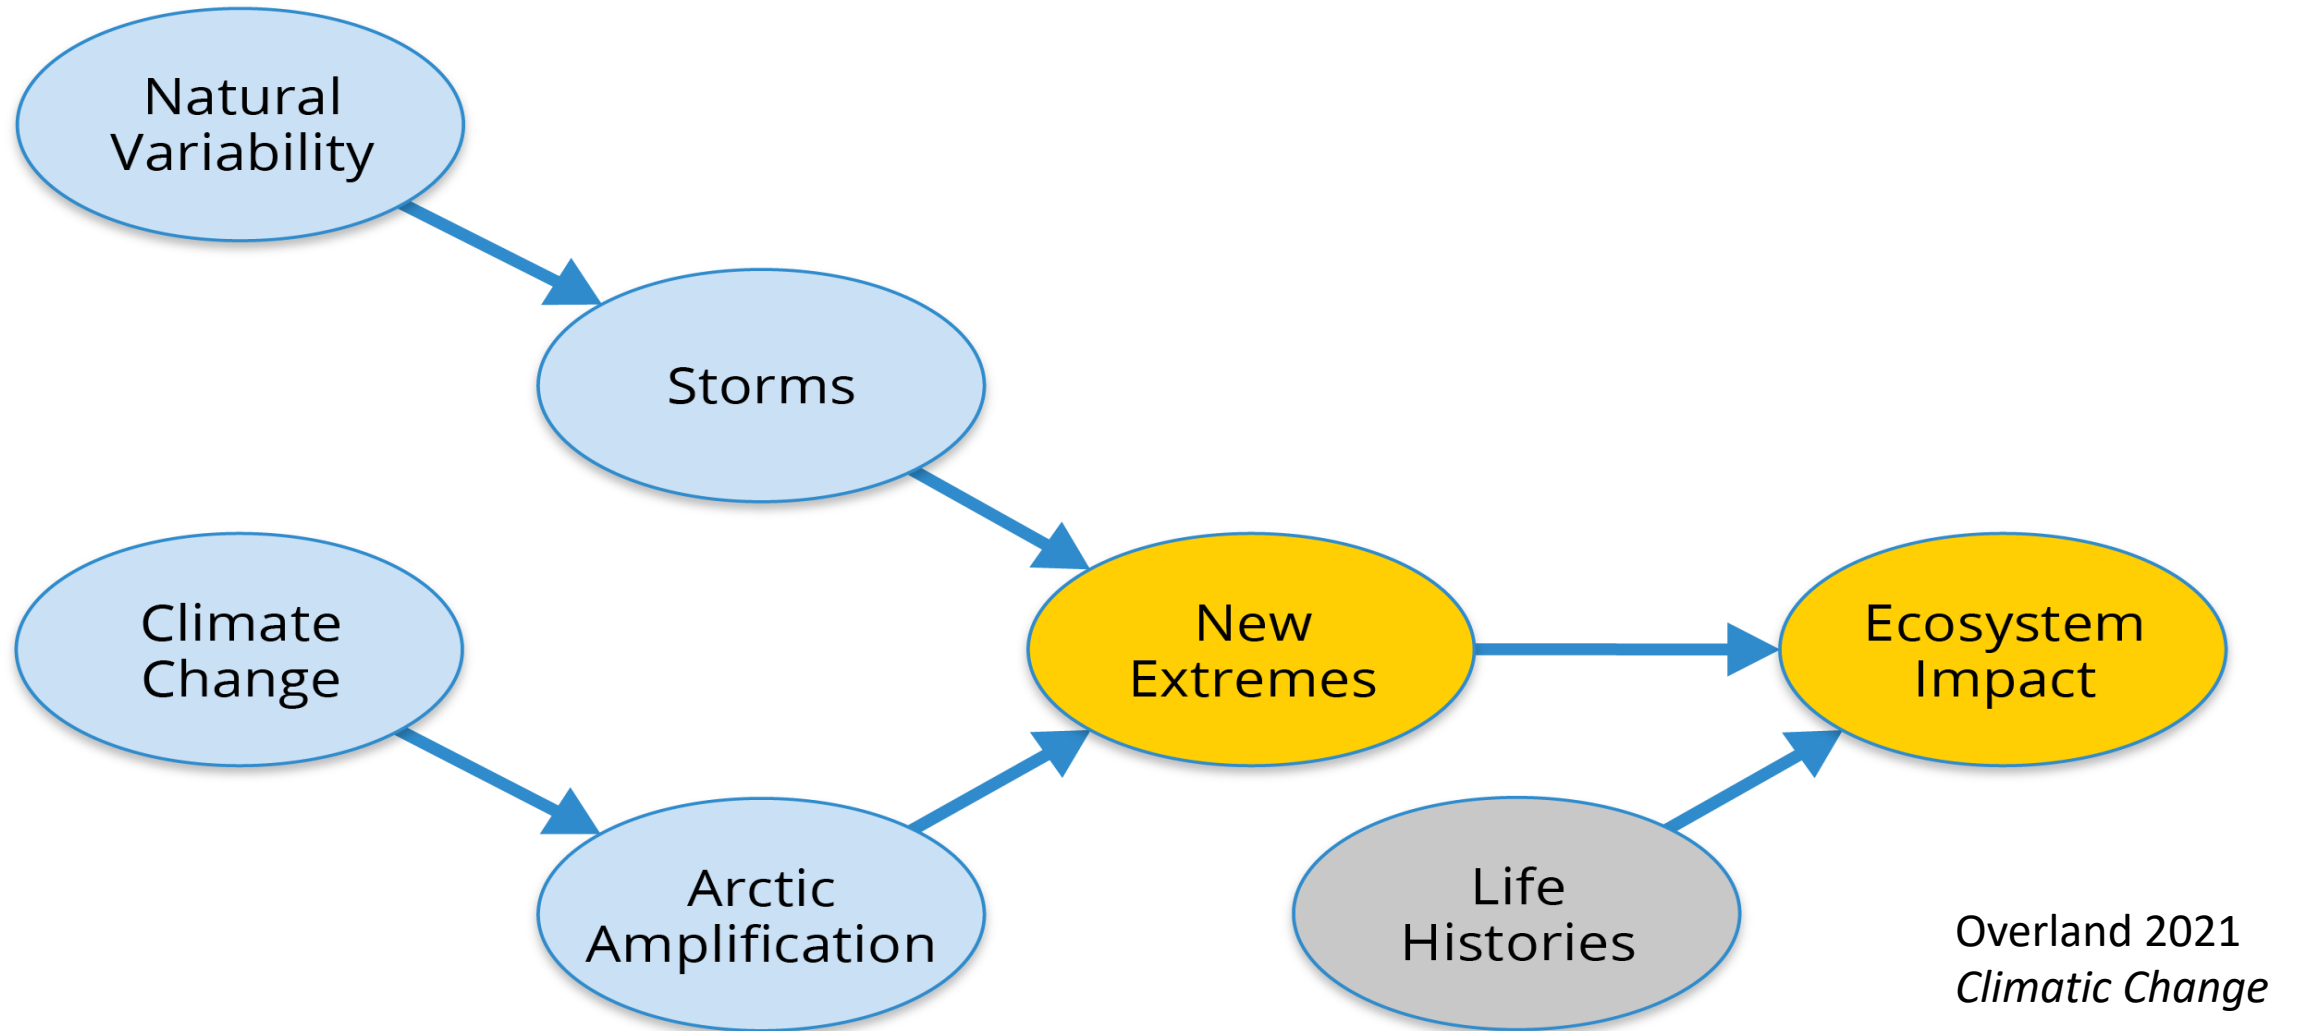 Natural
Variability
Storms
Climate
Change
New
Extremes
Ecosystem
Impact
Arctic
Amplification
Life
Histories
Overland 2021
Climatic Change